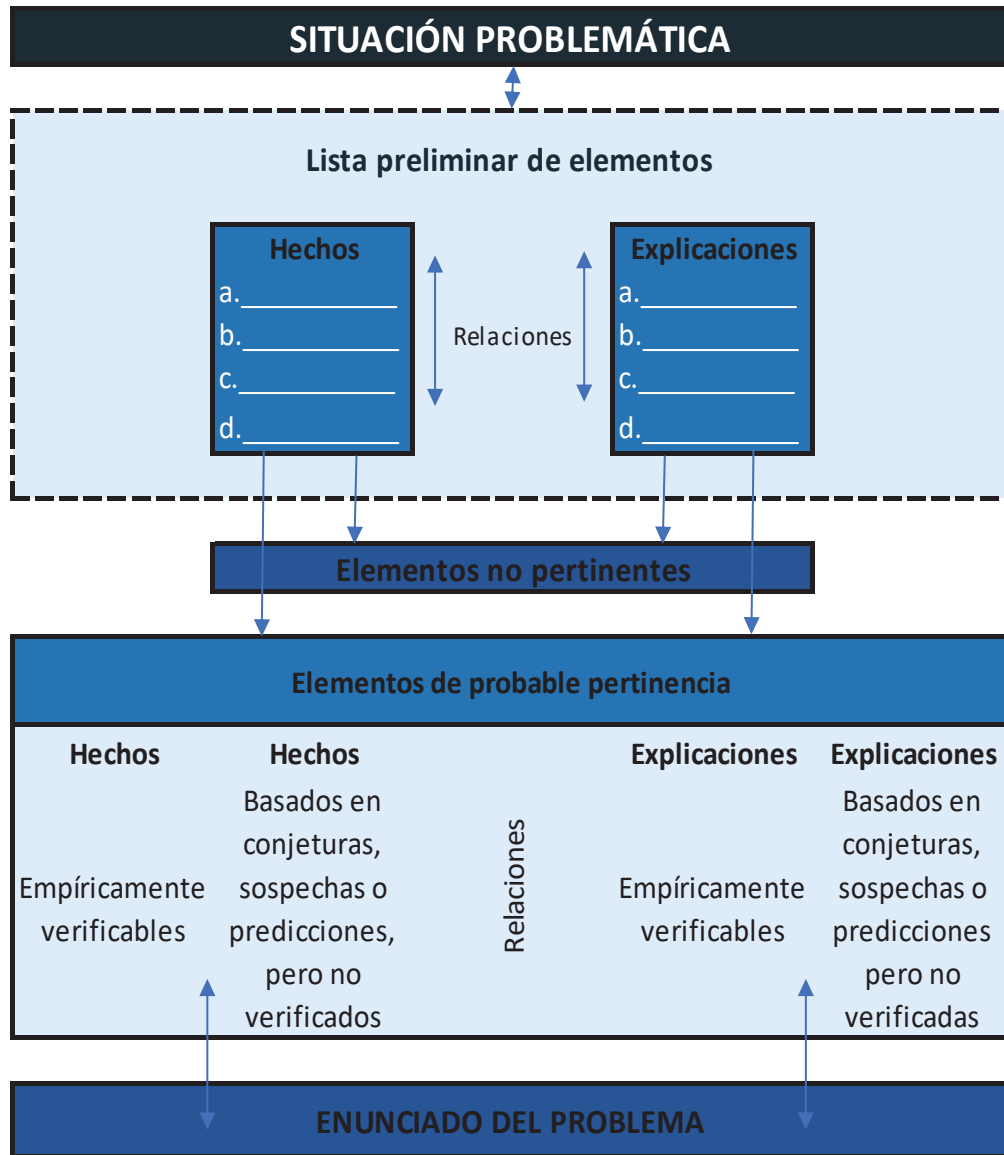 SITUACIÓN PROBLEMÁTICA
Lista preliminar de elementos
Hechos
a.
b.
c.
d.
Relaciones
Explicaciones
a.
b.
c.
d.
Elementos no pertinentes
Elementos de probable pertinencia
Hechos
Empíricamente
verificables
Hechos
Basados en
conjeturas,
sospechas o
predicciones,
pero no
verificados
Relaciones
Explicaciones
Empíricamente
verificables
Explicaciones
Basados en
conjeturas,
sospechas o
predicciones
pero no
verificadas
ENUNCIADO DEL PROBLEMA